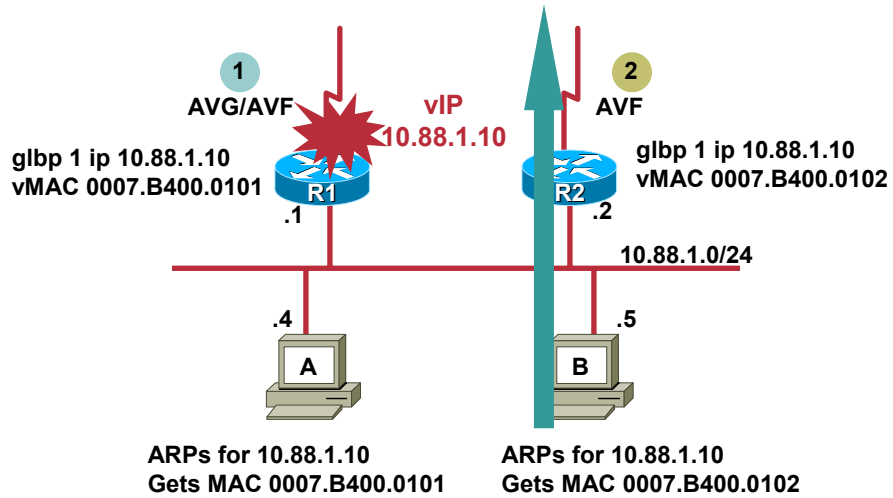 1
AVG/AVF
vIP
10.88.1.10
2
AVF
glbp 1 ip 10.88.1.10
vMAC 0007.B400.0101
R1
.1
glbp 1 ip 10.88.1.10
vMAC 0007.B400.0102
R2
.2
10.88.1.0/24
.4
A
.5
B
ARPs for 10.88.1.10
Gets MAC 0007.B400.0101
ARPs for 10.88.1.10
Gets MAC 0007.B400.0102